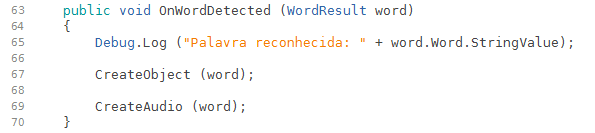 63 public void OnWordDetected (WordResult word)
64 {
65 Debug.Log ("Palavra reconhecida: " + word.Word.StringValue);
66
67 CreateObject (word);
68
69 CreateAudio (word);
70 }